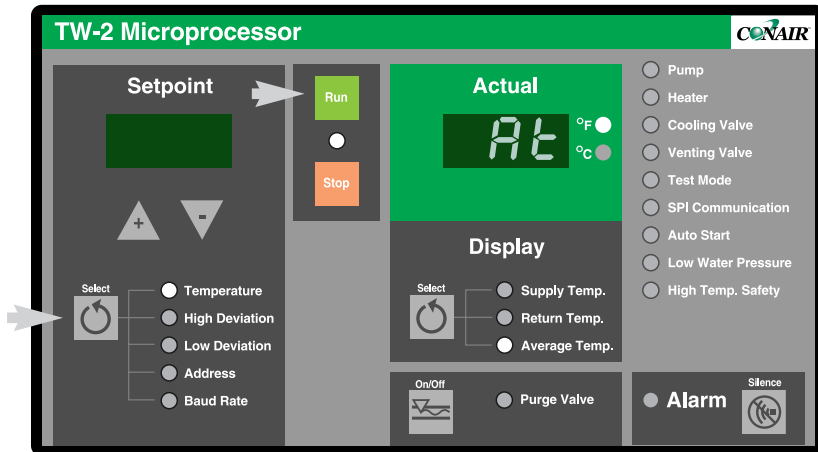 TW-2 Microprocessor
CONAIR
Setpoint
+
-
Select
Temperature
High Deviation
Low Deviation
Address
Baud Rate
Run
Stop
Actual
At
°F
°C
Display
Select
Supply Temp.
Return Temp.
Average Temp.
On/Off
Purge Valve
Pump
Heater
Cooling Valve
Venting Valve
Test Mode
SPI Communication
Auto Start
Low Water Pressure
High Temp. Safety
Alarm
Silence